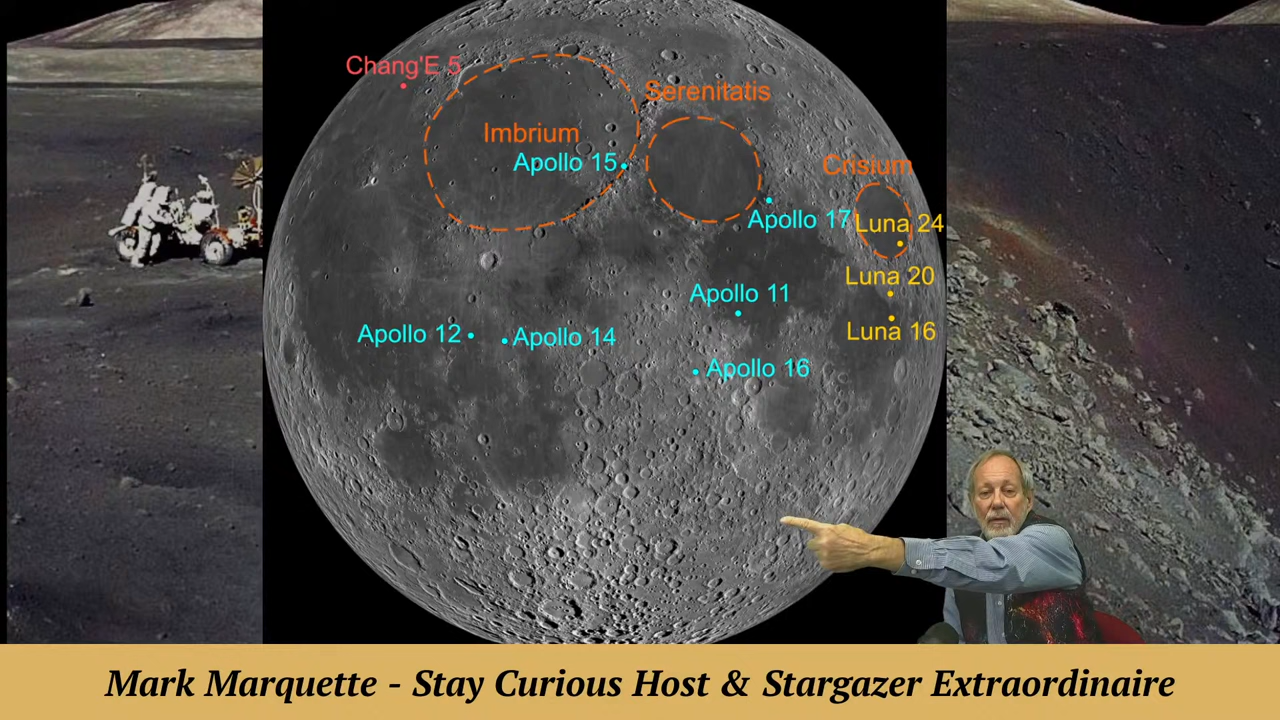 Chang'E 5
Serenitatis
Imbrium
Apollo 15
Crisium
Apollo 17
Luna 24
Luna 20
Apollo 11
Luna 16
Apollo 12
Apollo 14
Apollo 16
Mark Marquette - Stay Curious Host & Stargazer Extraordinaire